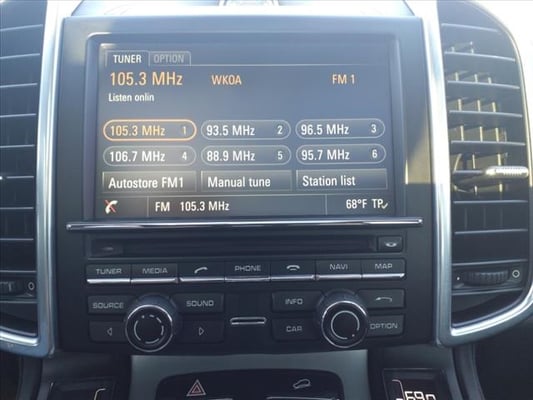 TUNER OPTION
105.3 MHz WKOA FM 1
Listen onlin
105.3 MHz 1 93.5 MHz 2 96.5 MHz 3
106.7 MHz 4 88.9 MHz 5 95.7 MHz 6
Autostore FM1 Manual tune Station list
FM 105.3 MHz 68°F TP
TUNER MEDIA PHONE NAVI MAP
SOURCE SOUND INFO
CAR OPTION